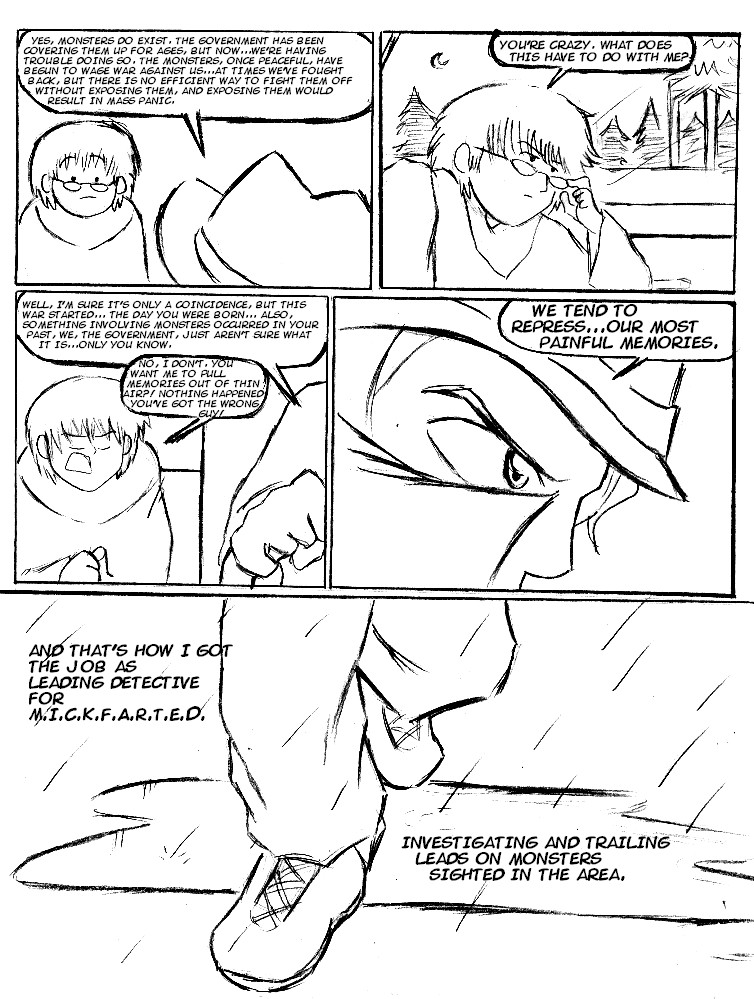 YES, MONSTERS DO EXIST. THE GOVERNMENT HAS BEEN
COVERING THEM UP FOR AGES, BUT NOW...WE'RE HAVING
TROUBLE DOING SO. THE MONSTERS, ONCE PEACEFUL, HAVE
BEGUN TO WAGE WAR AGAINST US...AT TIMES WE'VE FOUGHT
BACK, BUT THERE IS NO EFFICIENT WAY TO FIGHT THEM OFF
WITHOUT EXPOSING THEM, AND EXPOSING THEM WOULD
RESULT IN MASS PANIC.
YOU'RE CRAZY. WHAT DOES
THIS HAVE TO DO WITH ME?
WELL, I'M SURE IT'S ONLY A COINCIDENCE, BUT THIS
WAR STARTED... THE DAY YOU WERE BORN... ALSO,
SOMETHING INVOLVING MONSTERS OCCURRED IN YOUR
PAST, WE, THE GOVERNMENT, JUST AREN'T SURE WHAT
IT IS...ONLY YOU KNOW.
NO, I DON'T. YOU
WANT ME TO PULL
MEMORIES OUT OF THIN
AIR?! NOTHING HAPPENED
YOU'VE GOT THE WRONG
GUY!
WE TEND TO
REPRESS...OUR MOST
PAINFUL MEMORIES.
AND THAT'S HOW I GOT
THE JOB AS
LEADING DETECTIVE
FOR
M.I.C.K.F.A.R.T.E.D.
INVESTIGATING AND TRAILING
LEADS ON MONSTERS
SIGHTED IN THE AREA.